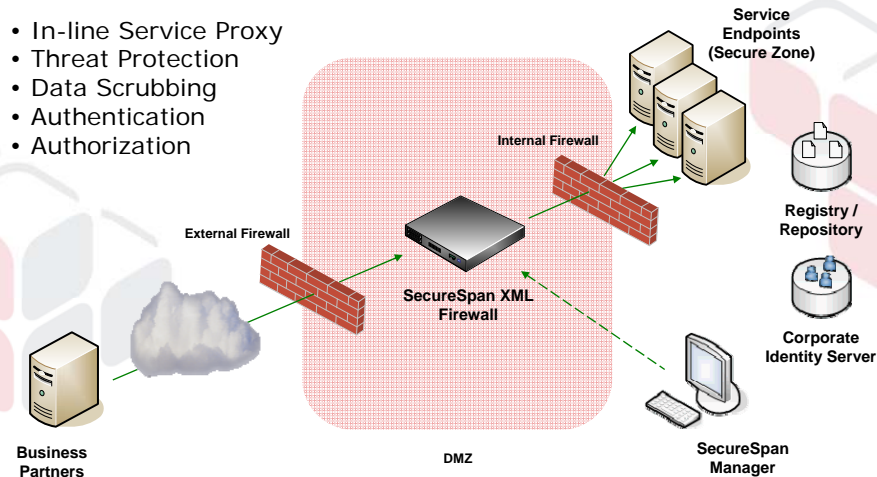 • In-line Service Proxy
• Threat Protection
• Data Scrubbing
• Authentication
• Authorization
Service
Endpoints
(Secure Zone)
Internal Firewall
External Firewall
Registry /
Repository
SecureSpan XML
Firewall
Corporate
Identity Server
Business
Partners
DMZ
SecureSpan
Manager